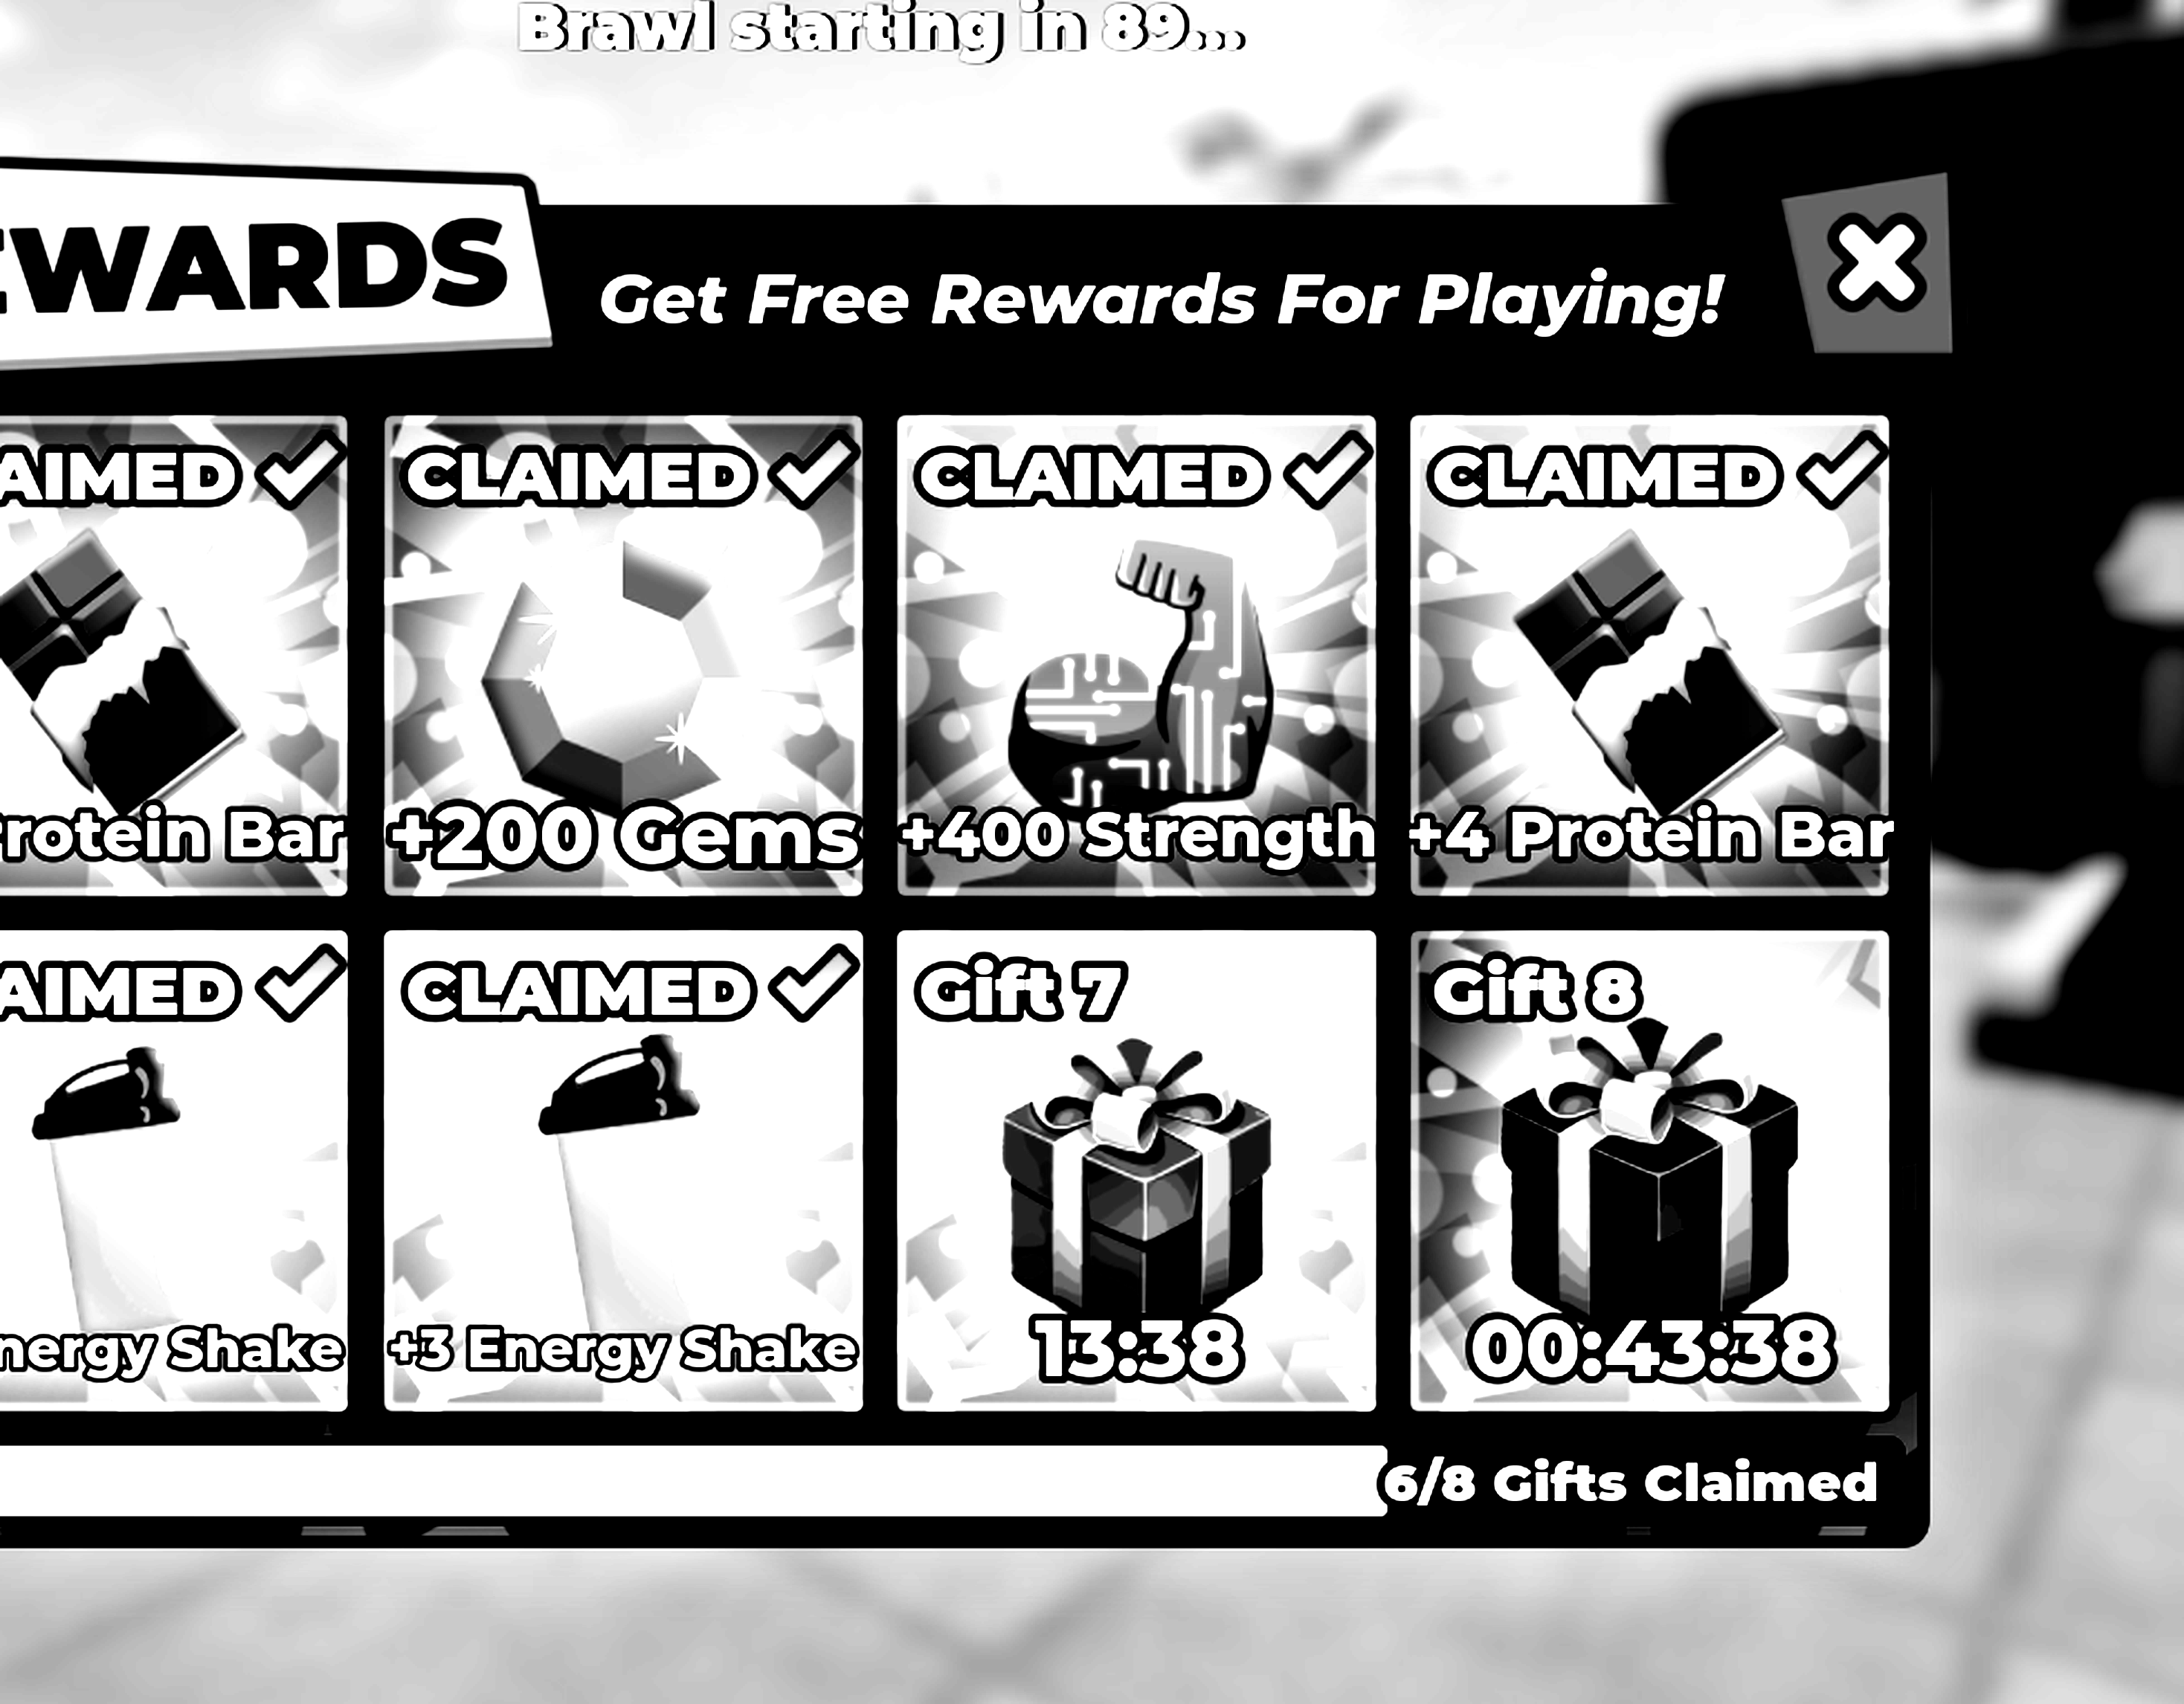 Brawl starting in 89...
EWARDS
Get Free Rewards For Playing!
AIMED
CLAIMED
CLAIMED
CLAIMED
rotein Bar
+200 Gems
+400 Strength
+4 Protein Bar
AIMED
CLAIMED
Gift 7
Gift 8
nergy Shake
+3 Energy Shake
13:38
00:43:38
6/8 Gifts Claimed